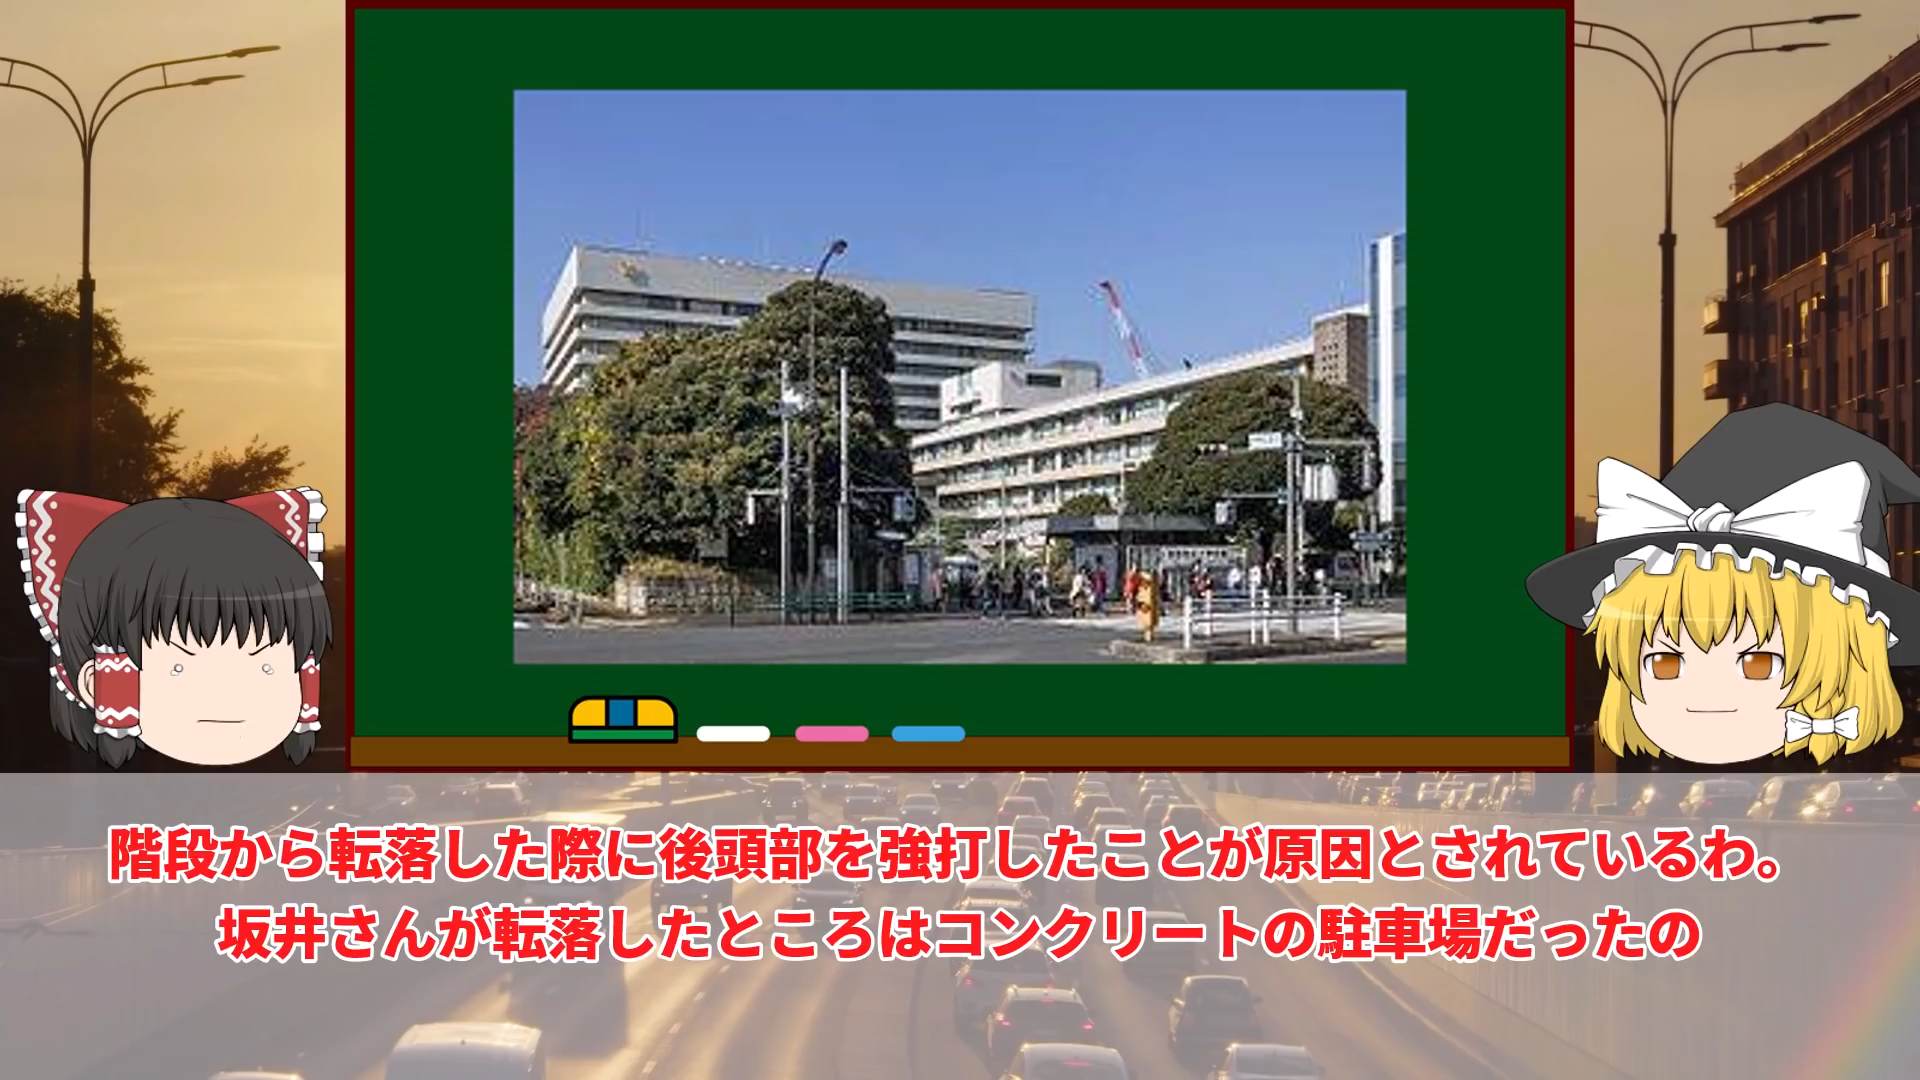 階段から転落した際に後頭部を強打したことが原因とされているわ。
坂井さんが転落したところはコンクリートの駐車場だったの